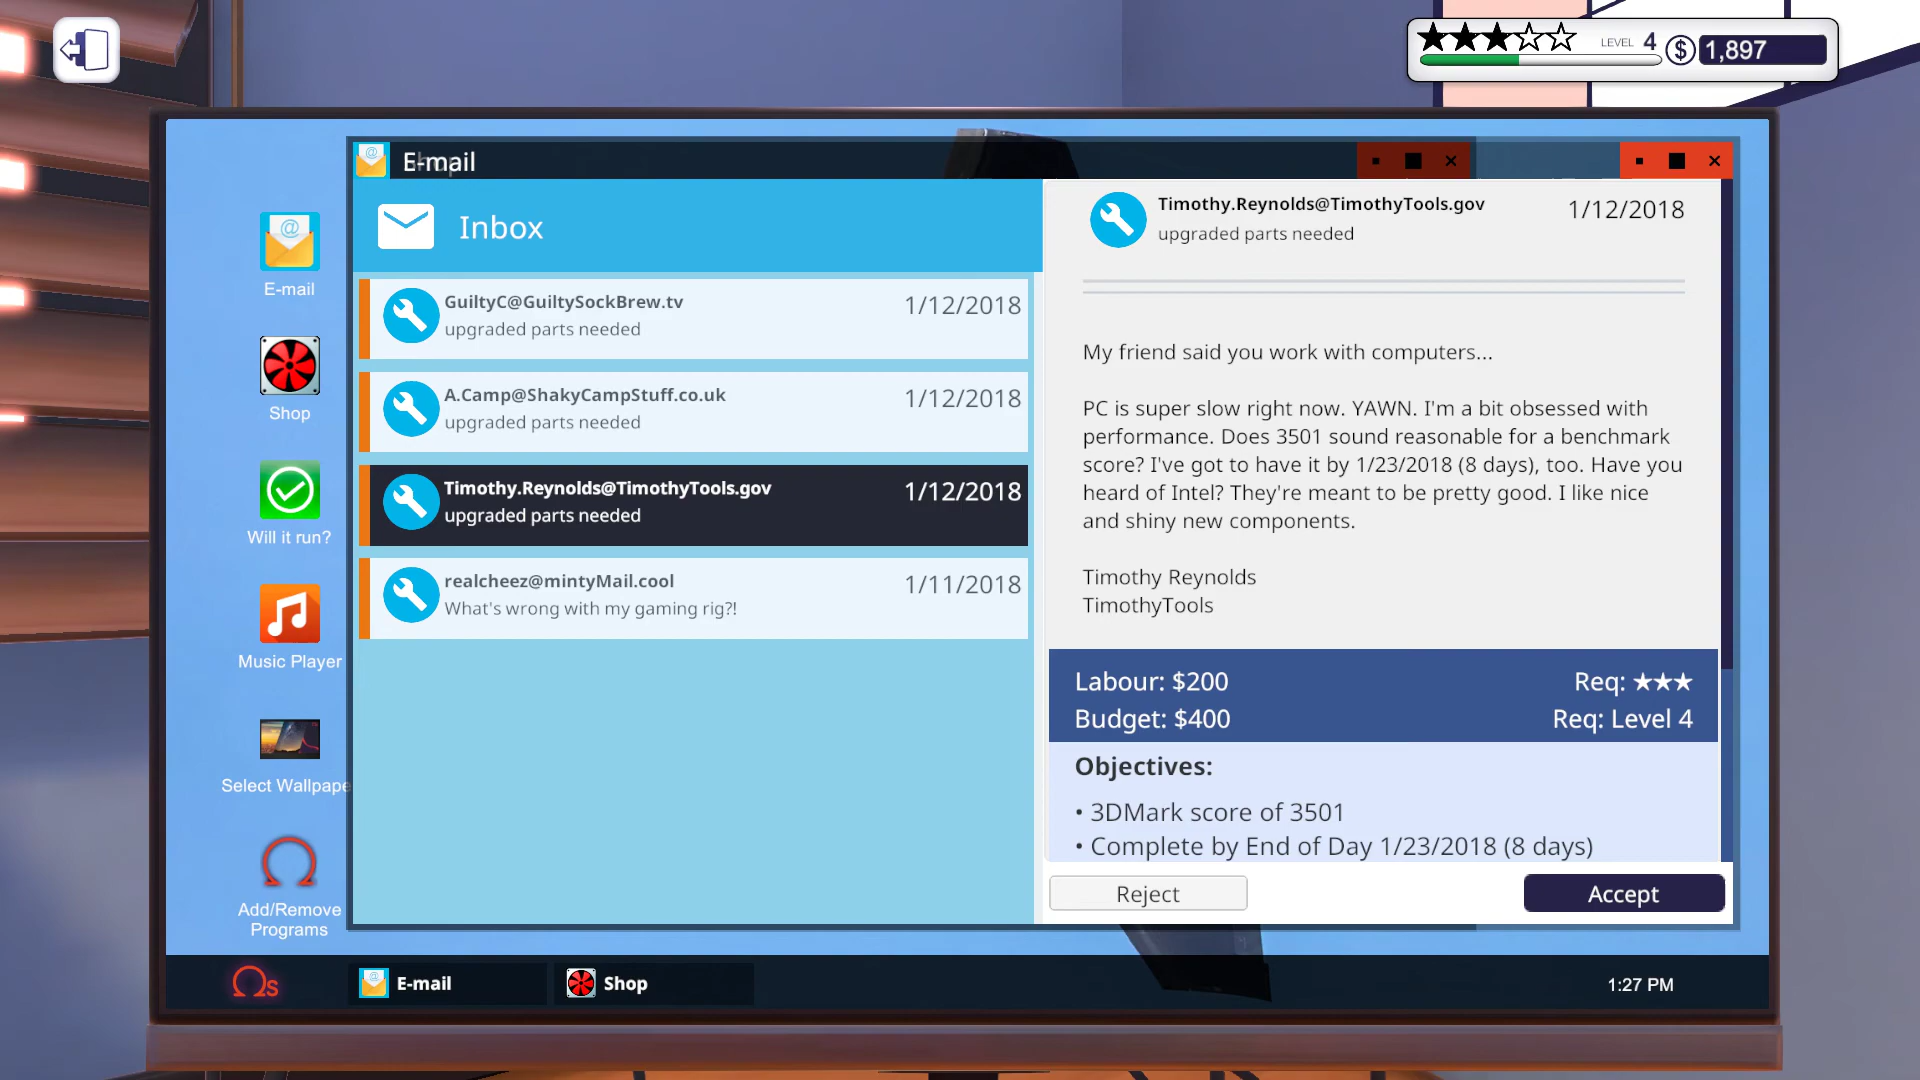 LEVEL 4
$ 1,897
E-mail
Inbox
GuiltyC@GuiltySockBrew.tv
1/12/2018
upgraded parts needed
A.Camp@ShakyCampStuff.co.uk
1/12/2018
upgraded parts needed
Timothy.Reynolds@TimothyTools.gov
1/12/2018
upgraded parts needed
realcheez@mintyMail.cool
1/11/2018
What's wrong with my gaming rig?!
Timothy.Reynolds@TimothyTools.gov
1/12/2018
upgraded parts needed
My friend said you work with computers...
PC is super slow right now. YAWN. I'm a bit obsessed with
performance. Does 3501 sound reasonable for a benchmark
score? I've got to have it by 1/23/2018 (8 days), too. Have you
heard of Intel? They're meant to be pretty good. I like nice
and shiny new components.
Timothy Reynolds
TimothyTools
Labour: $200
Req: ★★★
Budget: $400
Req: Level 4
Objectives:
• 3DMark score of 3501
• Complete by End of Day 1/23/2018 (8 days)
Reject
Accept
E-mail
Shop
Will it run?
Music Player
Select Wallpape
Add/Remove
Programs
Ωs
E-mail
Shop
1:27 PM